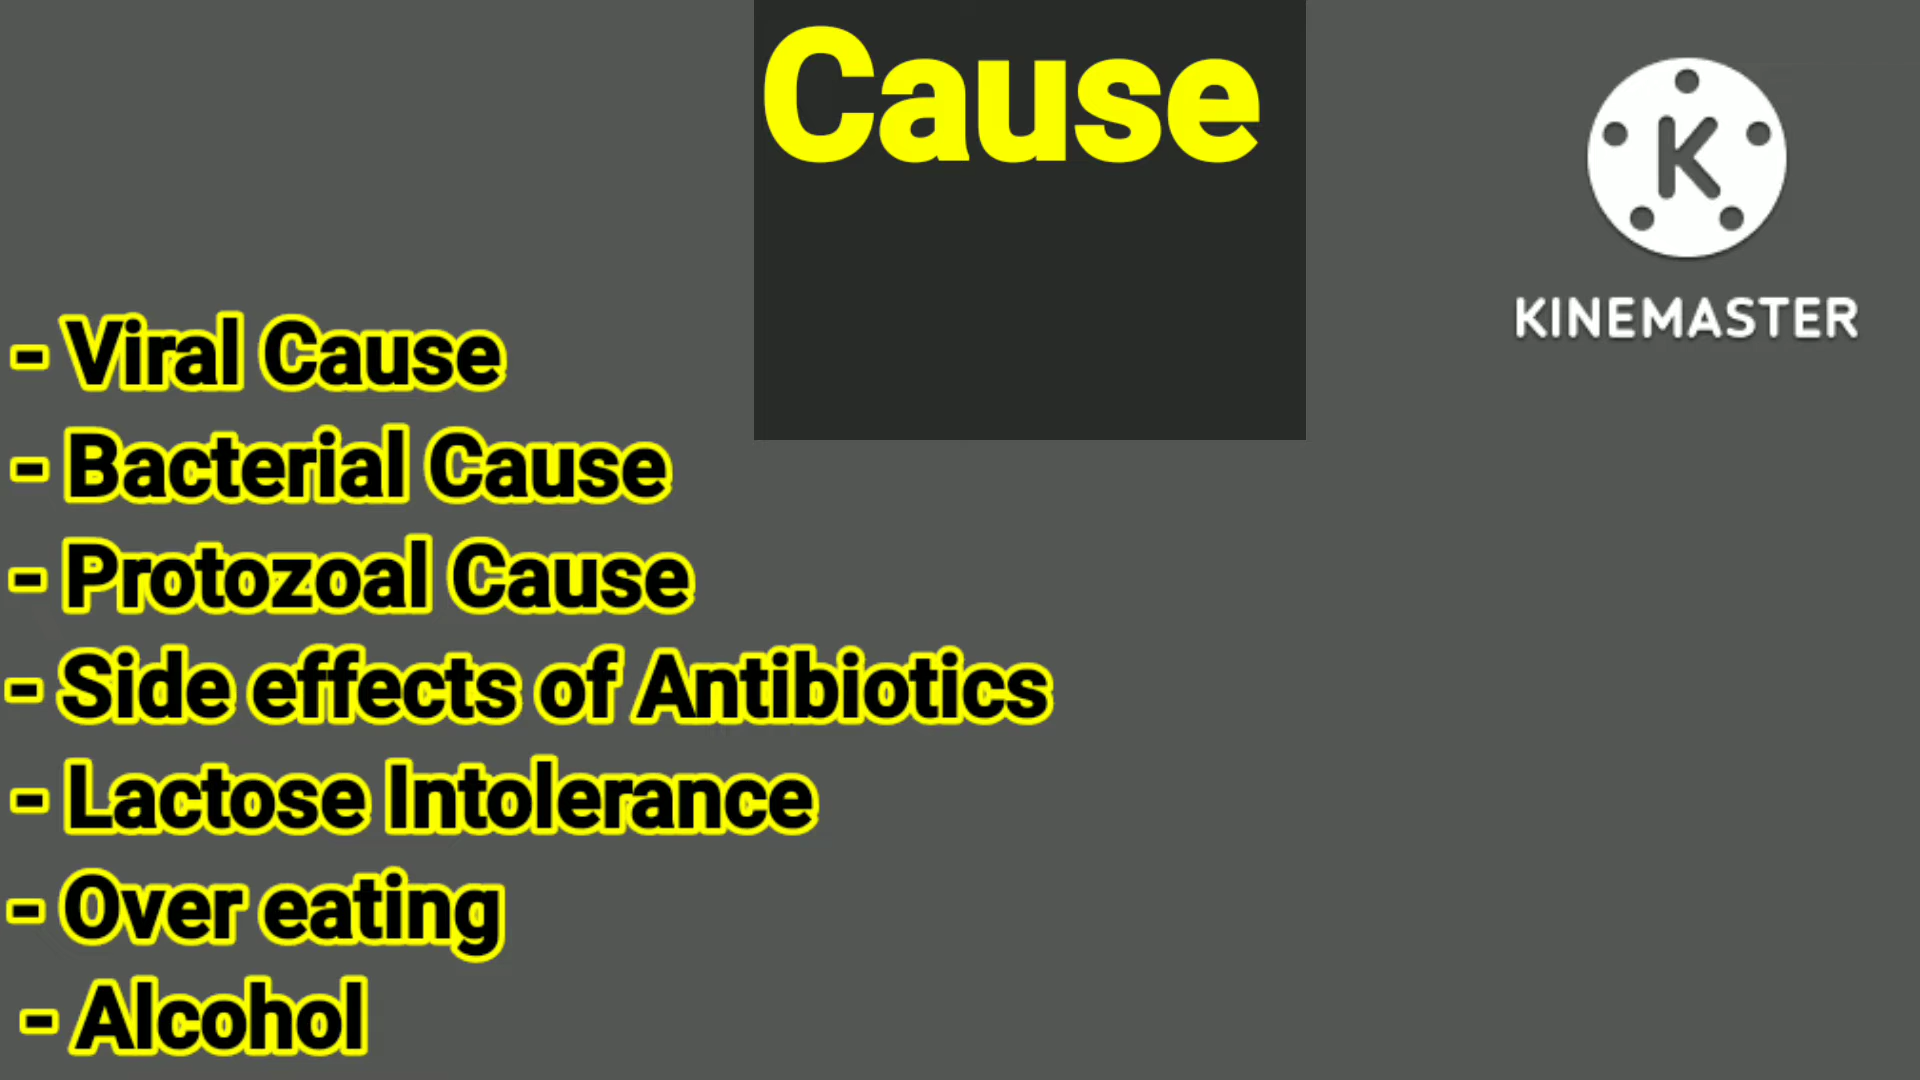 Cause
K
KINEMASTER
- Viral Cause
- Bacterial Cause
- Protozoal Cause
- Side effects of Antibiotics
- Lactose Intolerance
- Over eating
- Alcohol